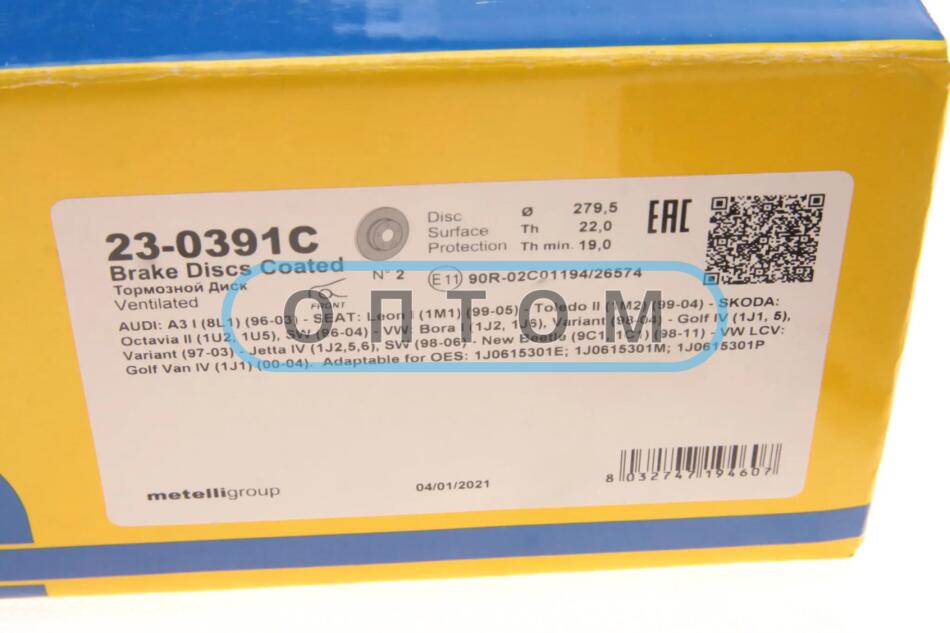 23-0391C
Brake Discs Coated
Тормозной Диск
Ventilated
N° 2
FRONT
Disc Ø 279,5
Surface Th 22,0
Protection Th min. 19,0
EAC
E11 90R-02C01194/26574
AUDI: A3 I (8L1) (96-03) - SEAT: Leon I (1M1) (99-05) - Toledo II (1M2) (99-04) - SKODA:
Octavia II (1U2, 1U5), SW (96-04) - VW: Bora I (1J2, 1J6), Variant (98-04) - Golf IV (1J1, 5),
Variant (97-03) - Jetta IV (1J2,5,6), SW (98-06) - New Beetle (9C1, 1C1) (98-11) - VW LCV:
Golf Van IV (1J1) (00-04). Adaptable for OES: 1J0615301E; 1J0615301M; 1J0615301P
ОПТОМ
metelligroup
04/01/2021
8 032747 194607